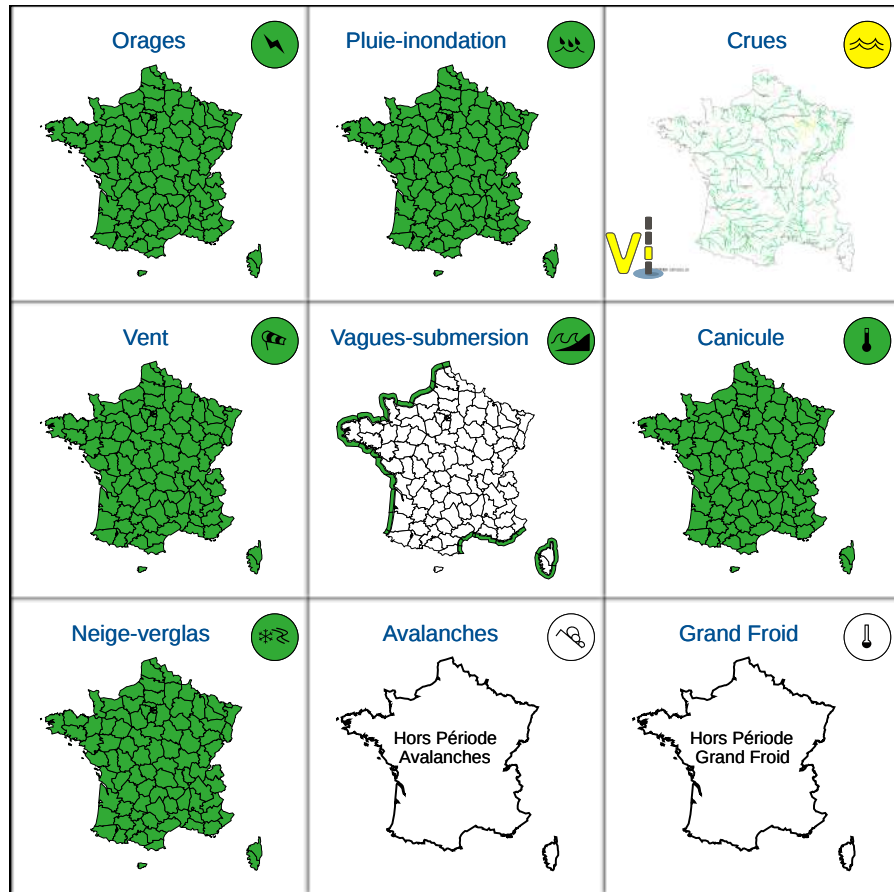 Orages
Pluie-inondation
Crues
Vi
Vent
Vagues-submersion
Canicule
Neige-verglas
Avalanches
Grand Froid
Hors Période
Avalanches
Hors Période
Grand Froid